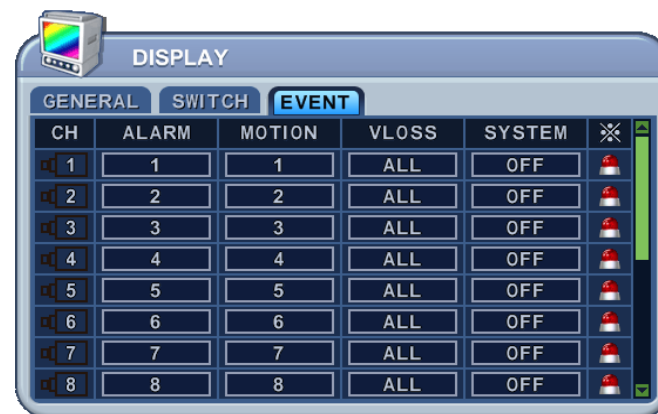 DISPLAY
GENERAL SWITCH EVENT
CH ALARM MOTION VLOSS SYSTEM ※
1 1 1 ALL OFF
2 2 2 ALL OFF
3 3 3 ALL OFF
4 4 4 ALL OFF
5 5 5 ALL OFF
6 6 6 ALL OFF
7 7 7 ALL OFF
8 8 8 ALL OFF